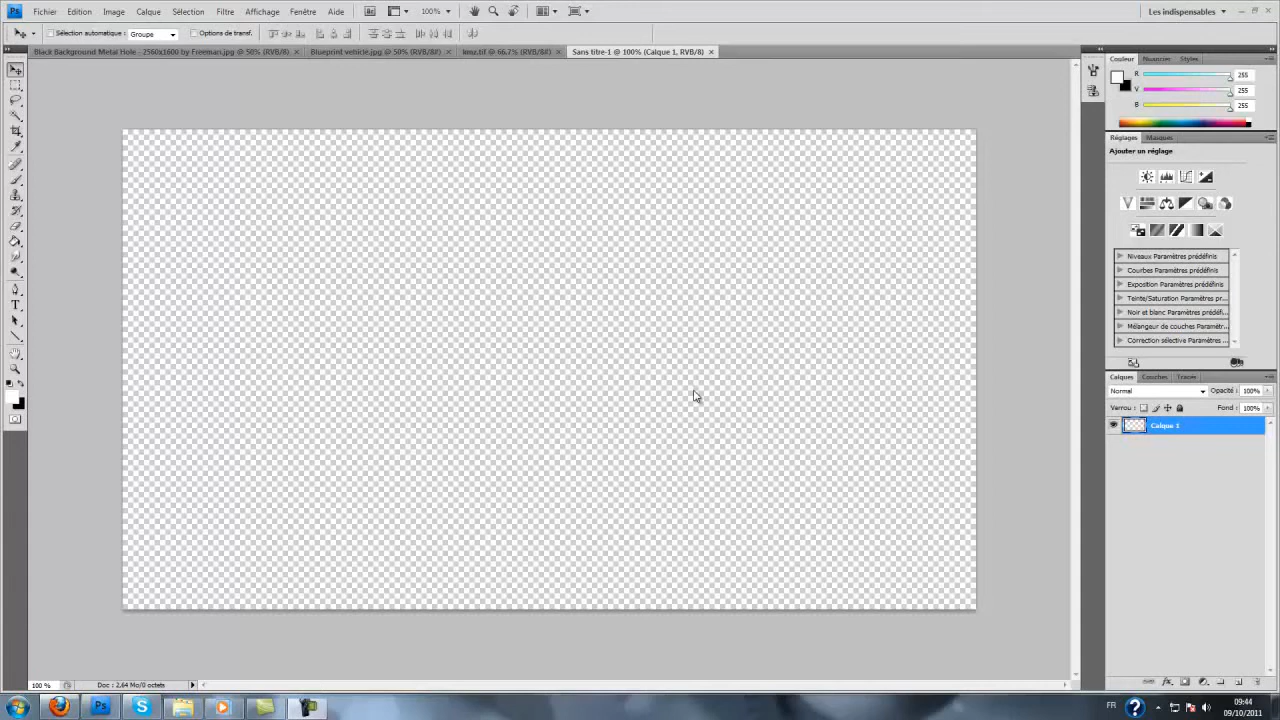 Ps Fichier Edition Image Calque Sélection Filtre Affichage Fenêtre Aide 100% Les indispensables
Sélection automatique : Groupe Options de transf.
Black Background Metal Hole - 2560x1600 by Freeman.jpg @ 50% (RVB/8) Blueprint vehicle.jpg @ 50% (RVB/8#) @ 66,7% (RVB/8#) Sans titre-1 @ 100% (Calque 1, RVB/8)
Couleur Nuancier Styles
R 255
V 255
B 255
Réglages Masques
Ajouter un réglage
Niveaux Paramètres prédéfinis
Courbes Paramètres prédéfinis
Exposition Paramètres prédéfinis
Teinte/Saturation Paramètres pr...
Noir et blanc Paramètres prédéfi...
Mélangeur de couches Paramétr...
Correction sélective Paramètres ...
Calques Couches Tracés
Normal Opacité : 100%
Verrou : Fond : 100%
Calque 1
100 % Doc : 2,64 Mo/0 octets
FR 09:44
09/10/2011